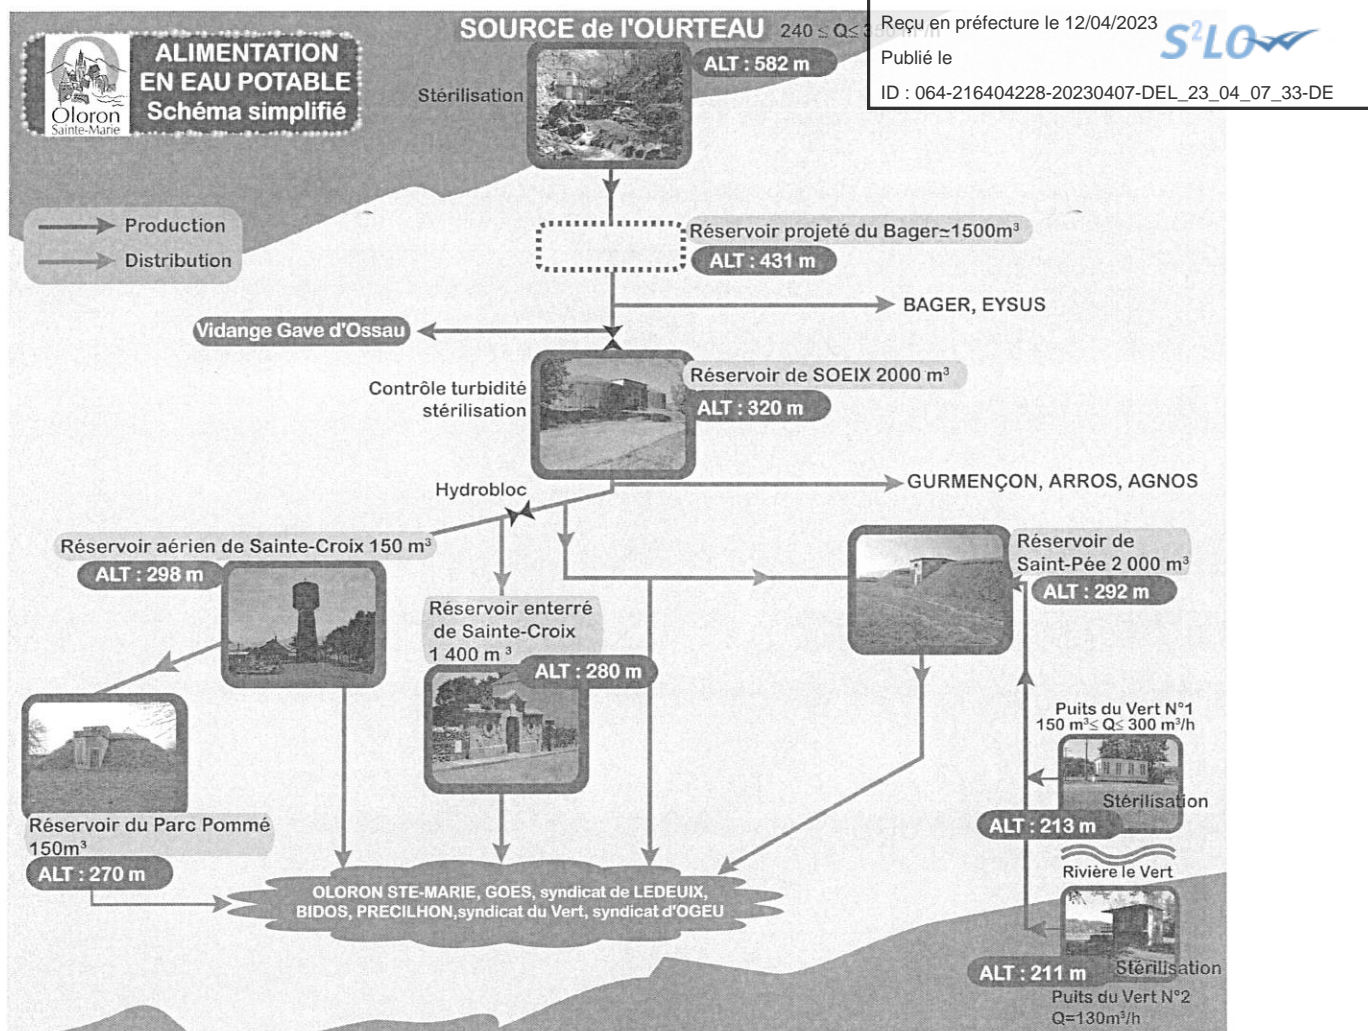 SOURCE de l'OURTEAU 240 ≤ Q≤
Reçu en préfecture le 12/04/2023
Publié le
S²LO
ID : 064-216404228-20230407-DEL_23_04_07_33-DE
Oloron
Sainte-Marie
ALIMENTATION
EN EAU POTABLE
Schéma simplifié
ALT : 582 m
Stérilisation
Production
Distribution
Réservoir projeté du Bager≃1500m³
ALT : 431 m
BAGER, EYSUS
Vidange Gave d'Ossau
Contrôle turbidité
stérilisation
Réservoir de SOEIX 2000 m³
ALT : 320 m
GURMENÇON, ARROS, AGNOS
Hydrobloc
Réservoir aérien de Sainte-Croix 150 m³
ALT : 298 m
Réservoir enterré
de Sainte-Croix
1 400 m ³
ALT : 280 m
Réservoir de
Saint-Pée 2 000 m³
ALT : 292 m
Puits du Vert N°1
150 m³≤ Q≤ 300 m³/h
Stérilisation
ALT : 213 m
Réservoir du Parc Pommé
150m³
ALT : 270 m
OLORON STE-MARIE, GOES, syndicat de LEDEUIX,
BIDOS, PRECILHON,syndicat du Vert, syndicat d'OGEU
Rivière le Vert
ALT : 211 m
Stérilisation
Puits du Vert N°2
Q=130m³/h